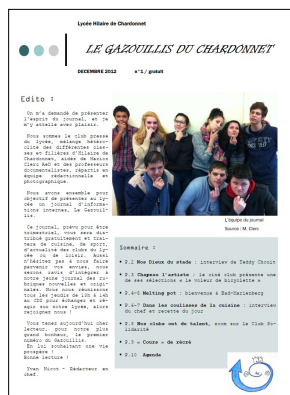 Lycée Hilaire de Chardonnet
LE GAZOUILLIS DU CHARDONNET
DECEMBRE 2012
n°1 / gratuit
Edito :
On m'a demandé de présenter
l'esprit du journal, et je
m'y attelle avec plaisir.
Nous sommes le club presse
du lycée, mélange hétéro-
clite des différentes clas-
ses et filières d'Hilaire de
Chardonnet, aidés de Marion
Clerc AeD et des professeurs
documentalistes, répartis en
équipe rédactionnelle et
photographique.
Nous avons ensemble pour
objectif de présenter au ly-
cée un journal d'informa-
tions internes, Le Gazouil-
lis.
Ce journal, prévu pour être
trimestriel, vous sera dis-
tribué gratuitement et trai-
tera de cuisine, de sport,
d'actualité des clubs du ly-
cée ou de loisir. Aussi
n'hésitez pas à nous faire
parvenir vos envies, nous
serons ravis d'intégrer à
notre jeune journal des ru-
briques nouvelles et origi-
nales. Nous nous réunissons
tous les jeudis de 13h à 14h
au CDI pour échanger et ré-
agir sur notre lycée, alors
rejoignez nous !
Vous tenez aujourd'hui cher
lecteur, pour notre plus
grand bonheur, le premier
numéro du Gazouillis.
En lui souhaitant une vie
prospère !
Bonne lecture !
Yvan Nicot - Rédacteur en
chef.
L'équipe du journal
Source : M. Clerc
Sommaire :
• P.2 Nos Dieux du stade : interview de Teddy Chouin
• P.3 Chapeau l'artiste : le ciné club présente une
de ses sélections « le voleur de bicyclette »
• P.4-5 Melting pot : bienvenue à Bad-Marienberg
• P.6-7 Dans les coulisses de la cuisine : interview
du chef et recette du jour
• P.8 Nos clubs ont du talent, zoom sur le Club So-
lidarité
• P.9 « Cours » de récré
• P.10 Agenda